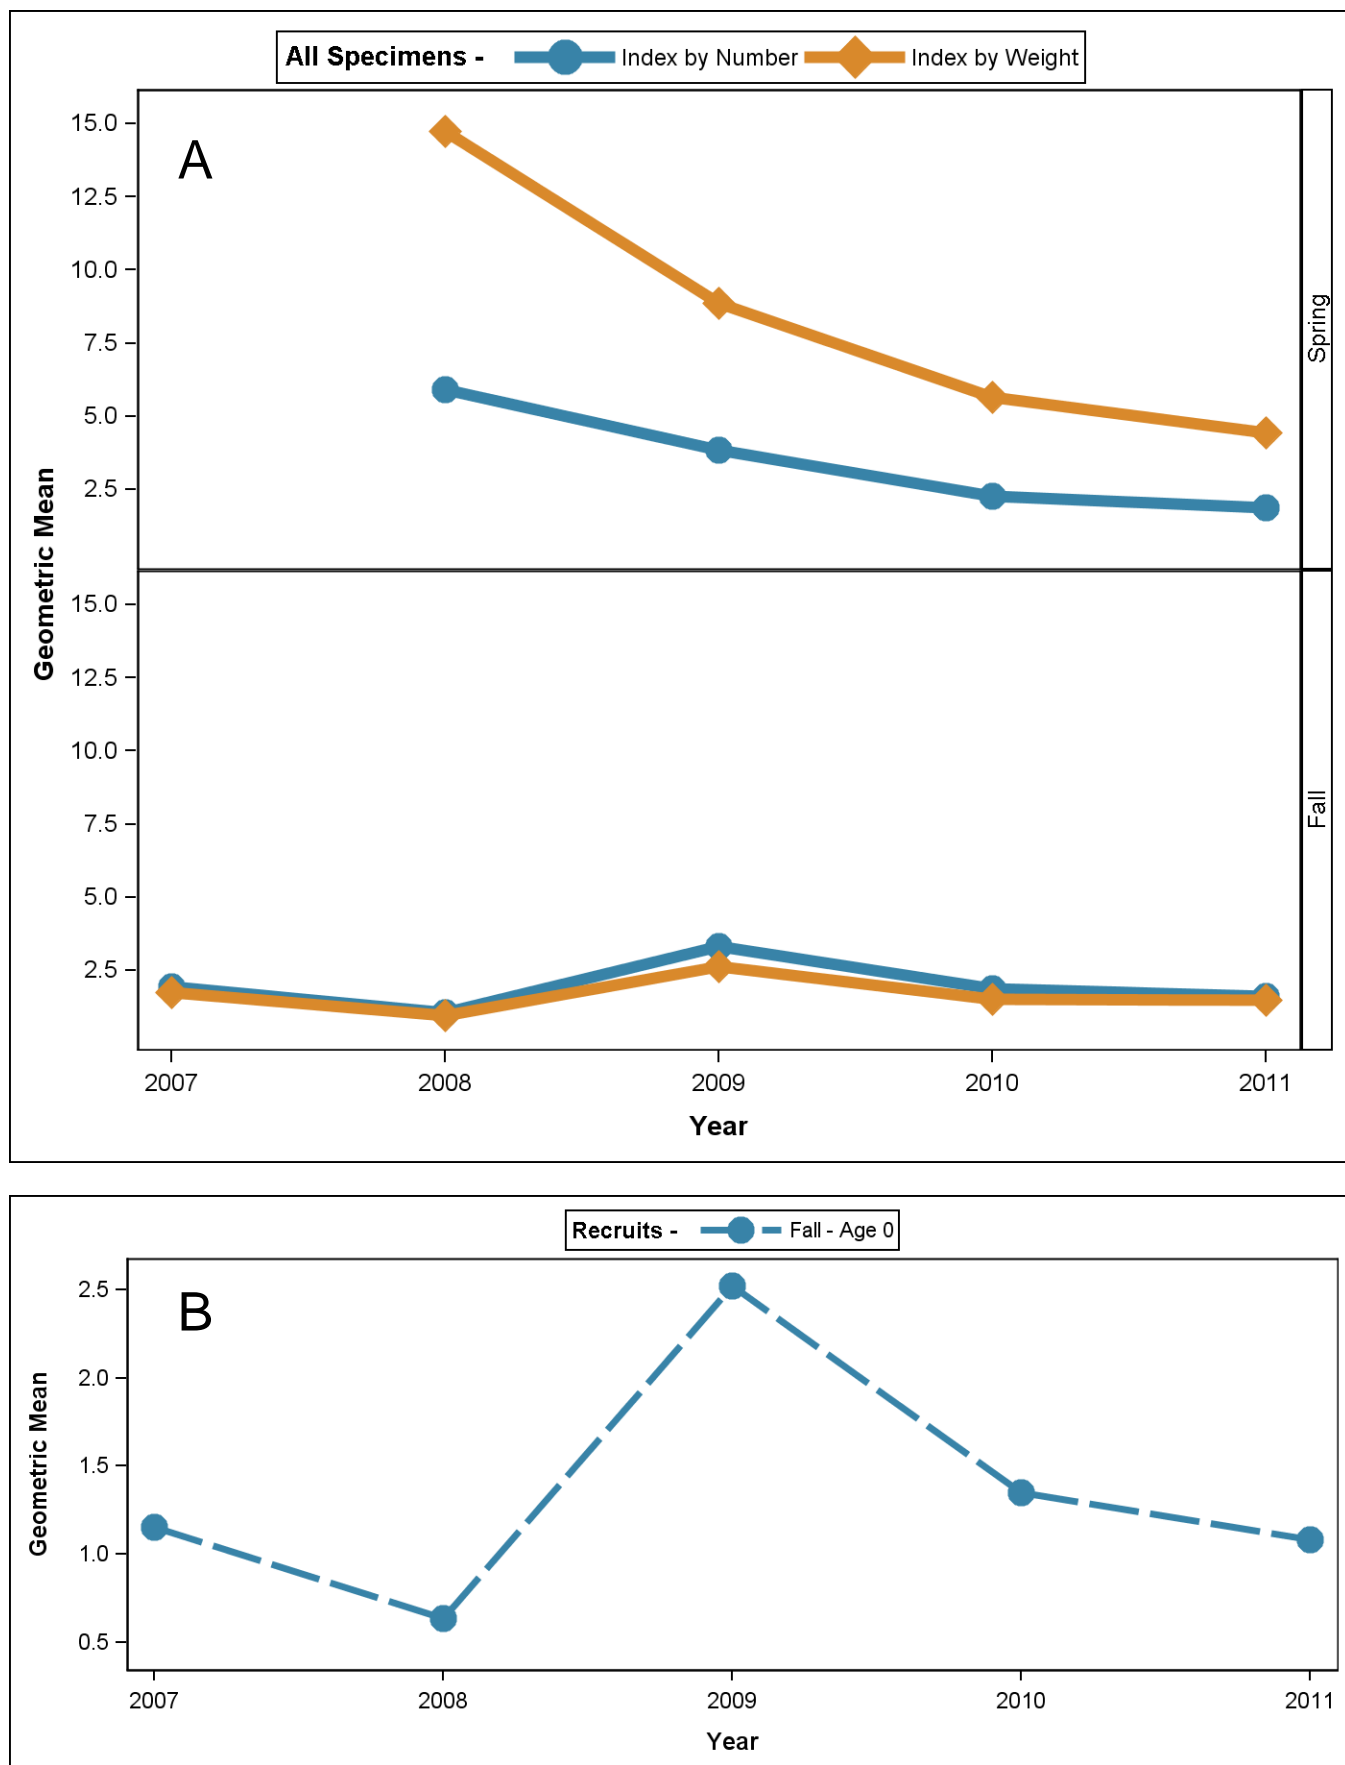 All Specimens - Index by Number Index by Weight
A
15.0
12.5
10.0
7.5
5.0
2.5
Spring
Geometric Mean
15.0
12.5
10.0
7.5
5.0
2.5
Fall
2007 2008 2009 2010 2011
Year
Recruits - Fall - Age 0
B
2.5
2.0
1.5
1.0
0.5
Geometric Mean
2007 2008 2009 2010 2011
Year